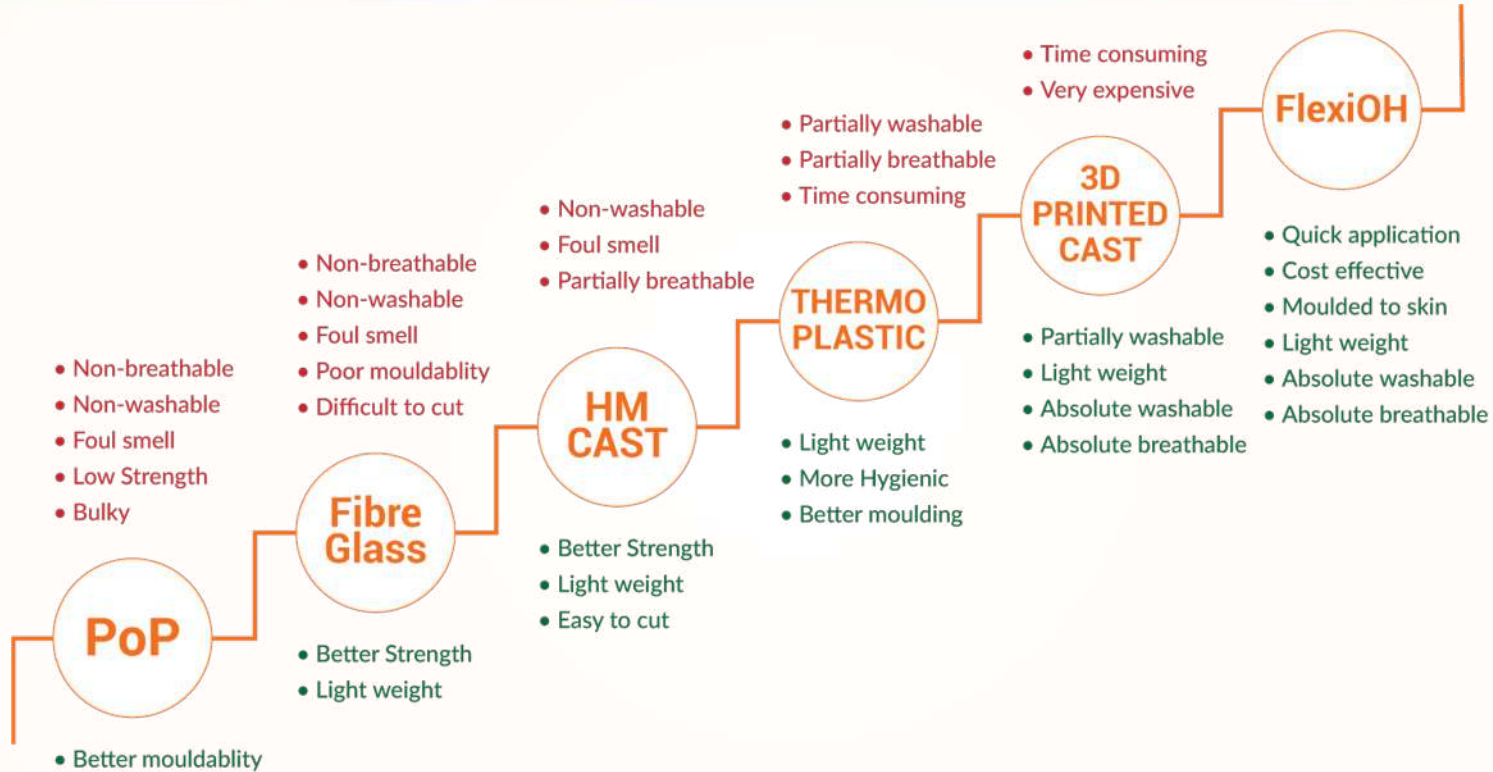 • Non-breathable
• Non-washable
• Foul smell
• Low Strength
• Bulky
PoP
• Better mouldablity
• Non-breathable
• Non-washable
• Foul smell
• Poor mouldablity
• Difficult to cut
Fibre
Glass
• Better Strength
• Light weight
• Non-washable
• Foul smell
• Partially breathable
HM
CAST
• Better Strength
• Light weight
• Easy to cut
• Partially washable
• Partially breathable
• Time consuming
THERMO
PLASTIC
• Light weight
• More Hygienic
• Better moulding
• Time consuming
• Very expensive
3D
PRINTED
CAST
• Partially washable
• Light weight
• Absolute washable
• Absolute breathable
FlexiOH
• Quick application
• Cost effective
• Moulded to skin
• Light weight
• Absolute washable
• Absolute breathable